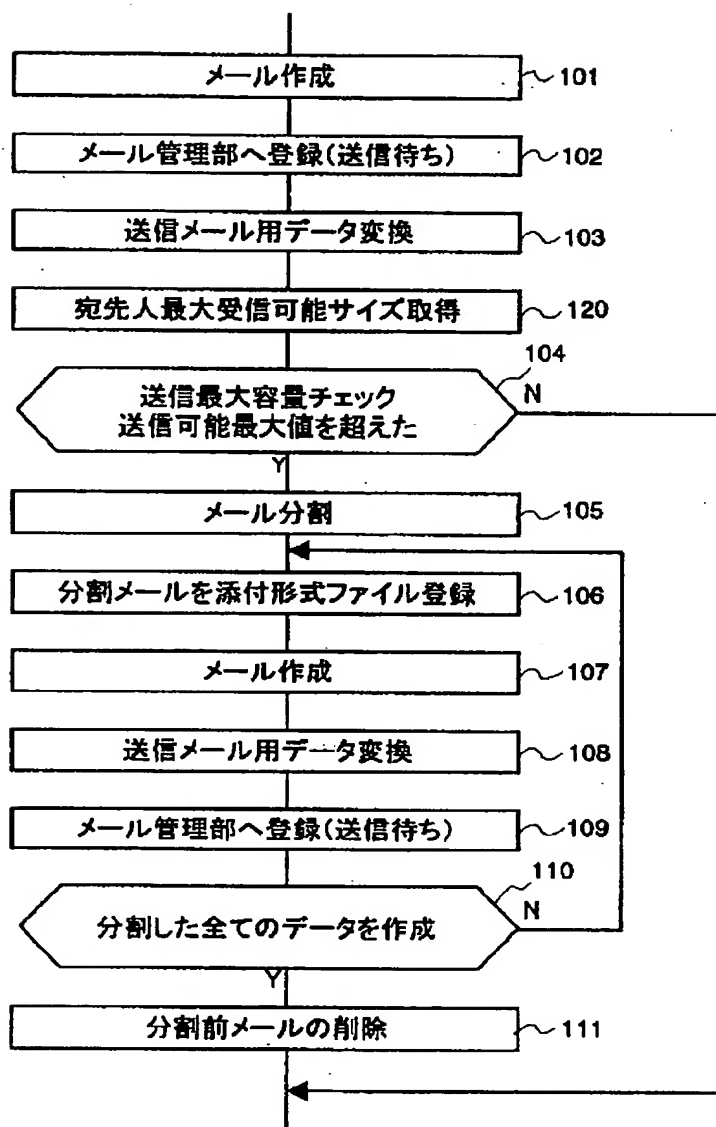 メール作成
101
メール管理部へ登録(送信待ち)
102
送信メール用データ変換
103
宛先人最大受信可能サイズ取得
120
104
送信最大容量チェック
送信可能最大値を超えた
N
Y
メール分割
105
分割メールを添付形式ファイル登録
106
メール作成
107
送信メール用データ変換
108
メール管理部へ登録(送信待ち)
109
110
分割した全てのデータを作成
N
Y
分割前メールの削除
111